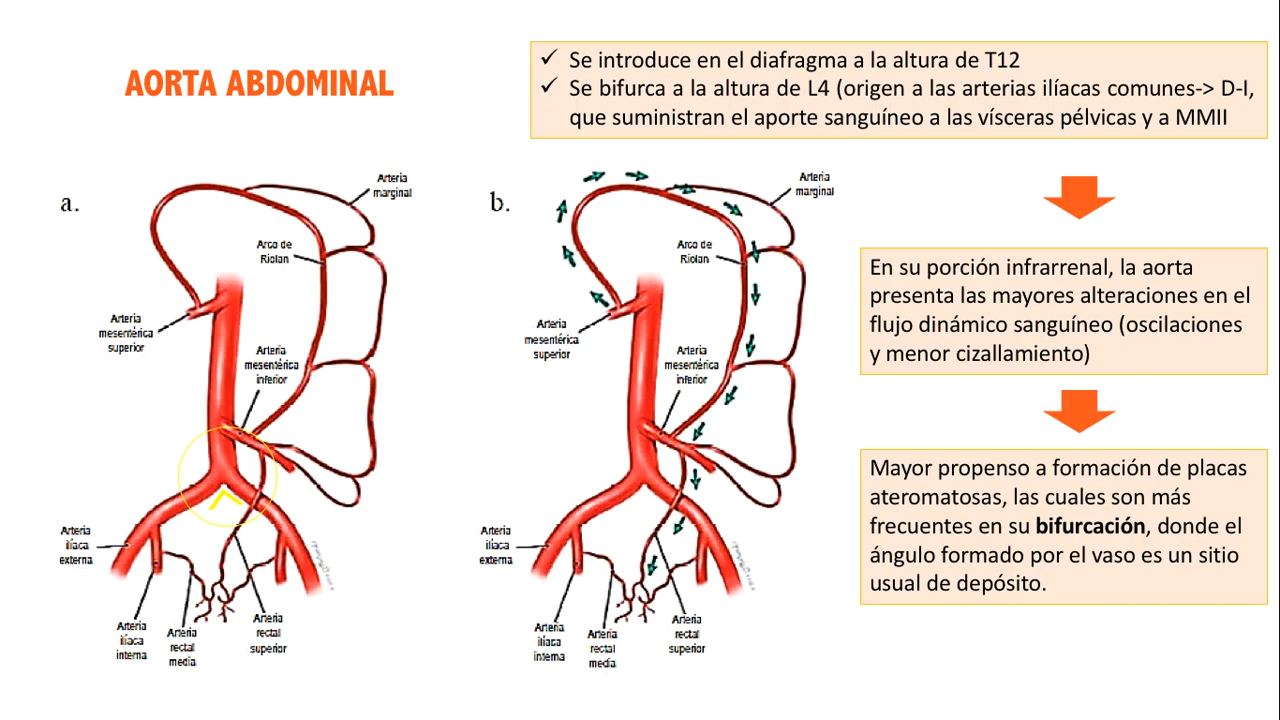 AORTA ABDOMINAL
✓ Se introduce en el diafragma a la altura de T12
✓ Se bifurca a la altura de L4 (origen a las arterias ilíacas comunes-> D-I,
que suministran el aporte sanguíneo a las vísceras pélvicas y a MMII
a.
Arteria
marginal
Arco de
Riolan
Arteria
mesentérica
superior
Arteria
mesentérica
inferior
Arteria
ilíaca
externa
Arteria
ilíaca
interna
Arteria
rectal
media
Arteria
rectal
superior
b.
Arteria
marginal
Arco de
Riolan
Arteria
mesentérica
superior
Arteria
mesentérica
inferior
Arteria
ilíaca
externa
Arteria
ilíaca
interna
Arteria
rectal
media
Arteria
rectal
superior
En su porción infrarrenal, la aorta
presenta las mayores alteraciones en el
flujo dinámico sanguíneo (oscilaciones
y menor cizallamiento)
Mayor propenso a formación de placas
ateromatosas, las cuales son más
frecuentes en su bifurcación, donde el
ángulo formado por el vaso es un sitio
usual de depósito.